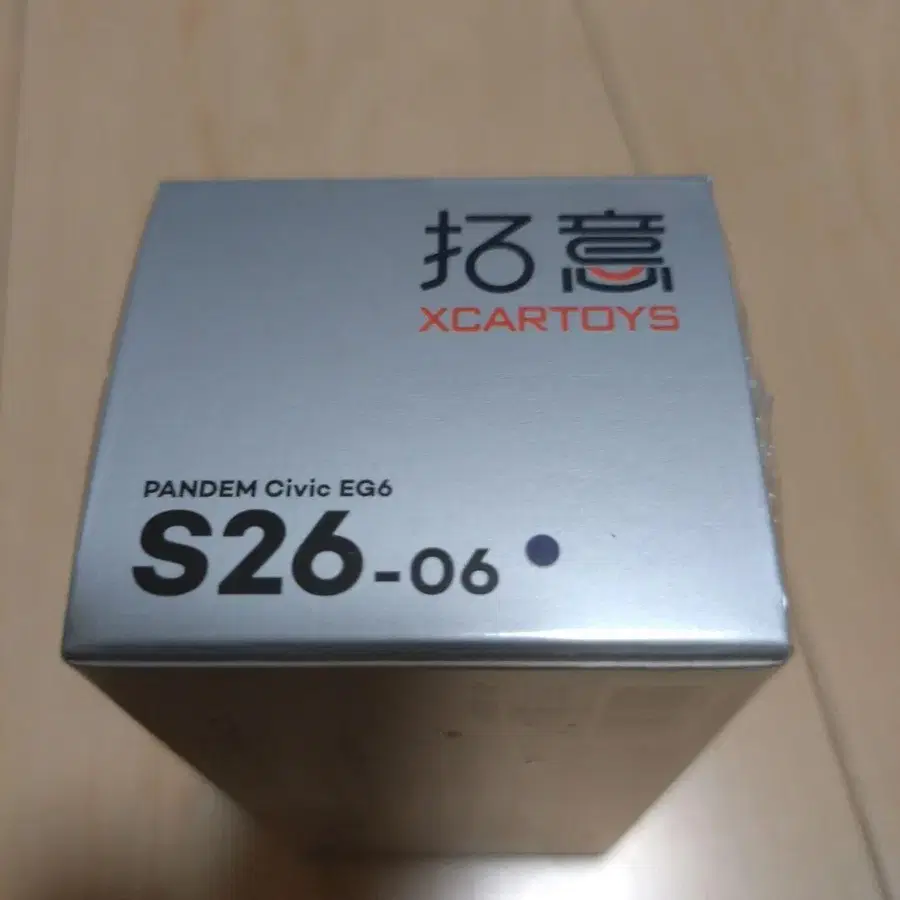 拓意
XCARTOYS
PANDEM Civic EG6
S26-06